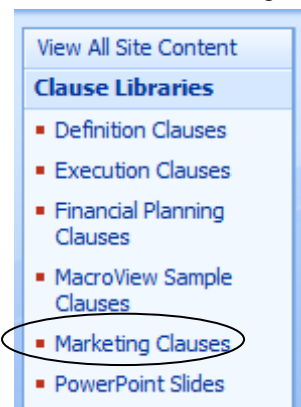 View All Site Content
Clause Libraries
Definition Clauses
Execution Clauses
Financial Planning
Clauses
MacroView Sample
Clauses
Marketing Clauses
PowerPoint Slides